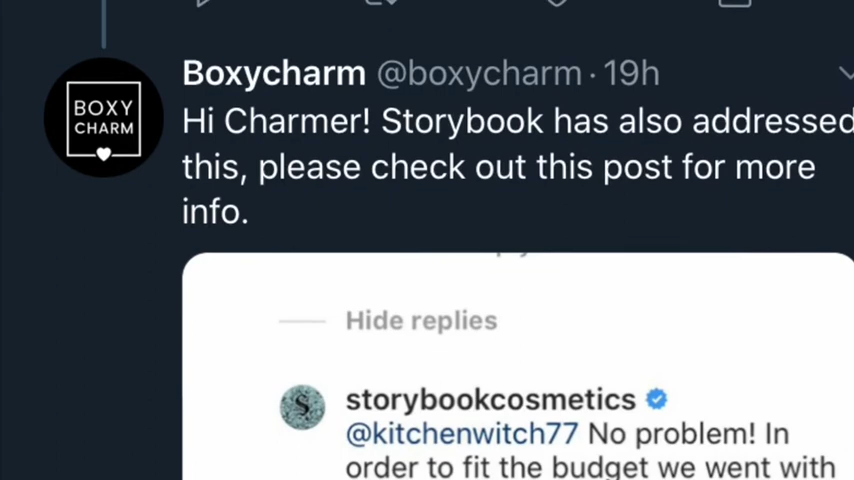 Boxycharm @boxycharm · 19h
BOXY
CHARM
Hi Charmer! Storybook has also addressed
this, please check out this post for more
info.
Hide replies
storybookcosmetics
@kitchenwitch77 No problem! In
order to fit the budget we went with